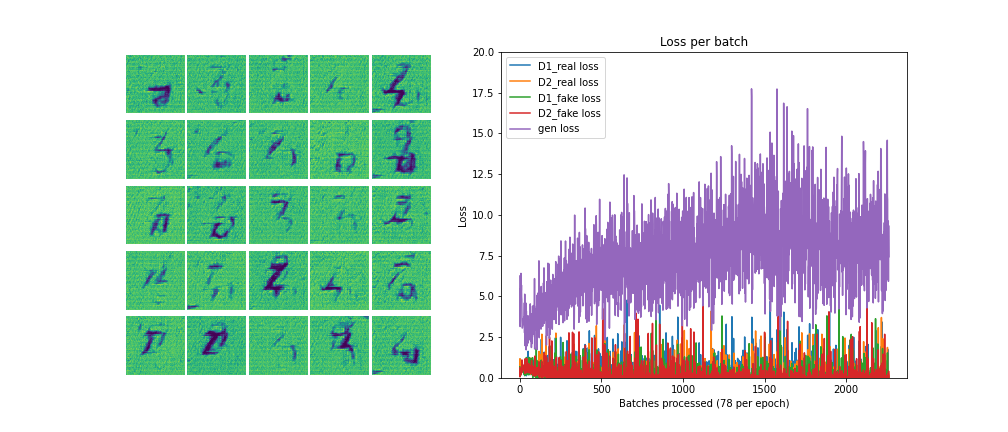 Loss per batch
20.0
17.5
15.0
12.5
10.0
7.5
5.0
2.5
0.0
Loss
D1_real loss
D2_real loss
D1_fake loss
D2_fake loss
gen loss
0 500 1000 1500 2000
Batches processed (78 per epoch)